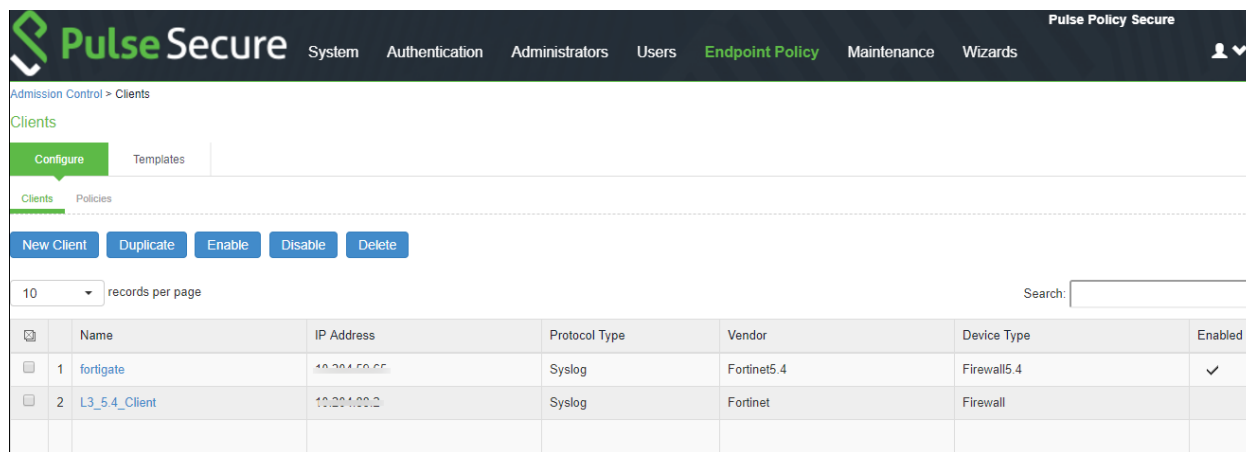 Pulse Policy Secure
Pulse Secure System Authentication Administrators Users Endpoint Policy Maintenance Wizards
Admission Control > Clients
Clients
Configure Templates
Clients Policies
New Client Duplicate Enable Disable Delete
10 records per page Search:
Name IP Address Protocol Type Vendor Device Type Enabled
1 fortigate Syslog Fortinet5.4 Firewall5.4
2 L3_5.4_Client Syslog Fortinet Firewall